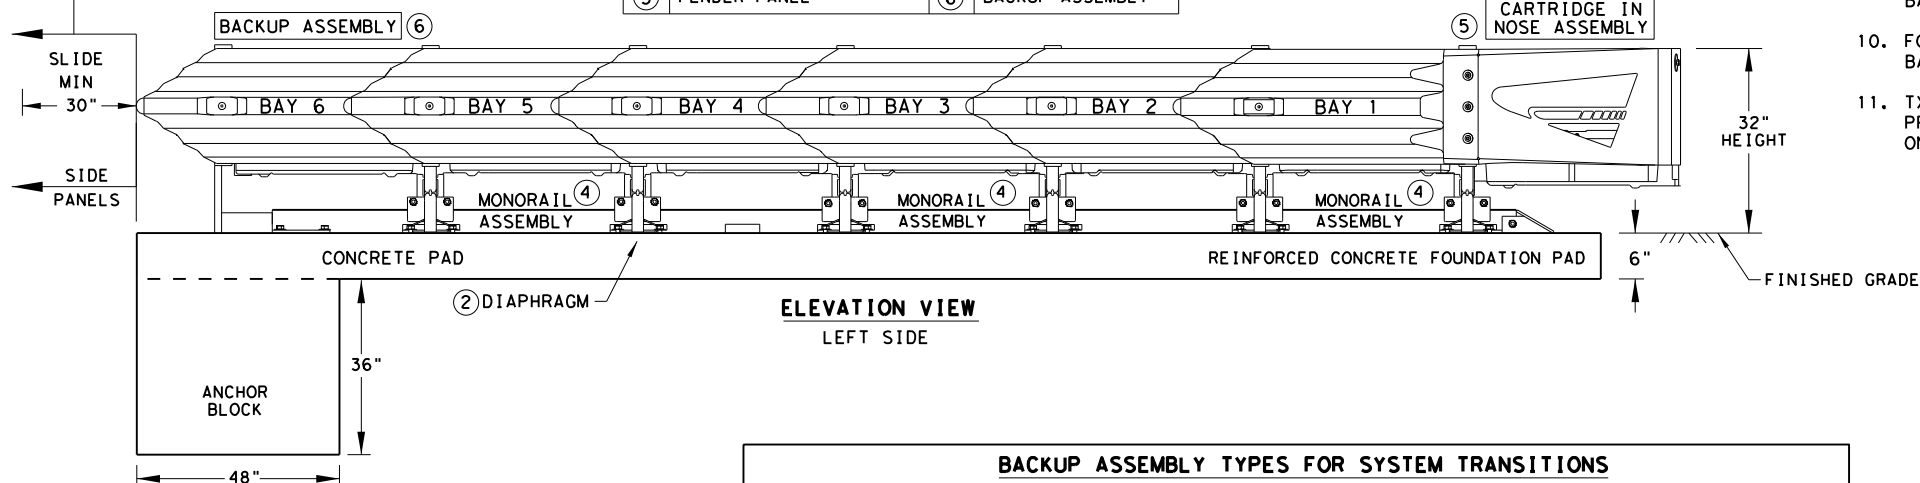 BACKUP ASSEMBLY 6
5
CARTRIDGE IN
NOSE ASSEMBLY
SLIDE
MIN
30"
BAY 6
BAY 5
BAY 4
BAY 3
BAY 2
BAY 1
32"
HEIGHT
10.
11.
SIDE
PANELS
MONORAIL 4
ASSEMBLY
MONORAIL 4
ASSEMBLY
MONORAIL 4
ASSEMBLY
CONCRETE PAD
REINFORCED CONCRETE FOUNDATION PAD
6"
FINISHED GRADE
2 DIAPHRAGM
ELEVATION VIEW
LEFT SIDE
36"
ANCHOR
BLOCK
48"
BACKUP ASSEMBLY TYPES FOR SYSTEM TRANSITIONS